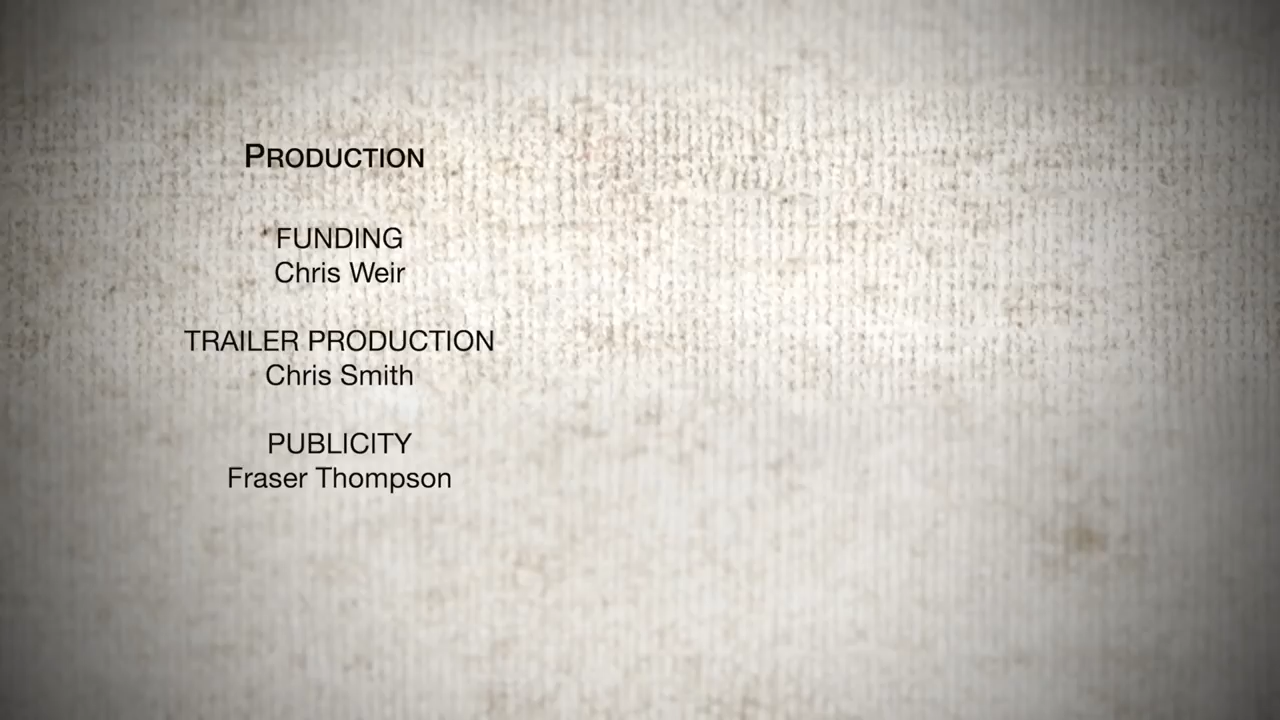 PRODUCTION
FUNDING
Chris Weir
TRAILER PRODUCTION
Chris Smith
PUBLICITY
Fraser Thompson